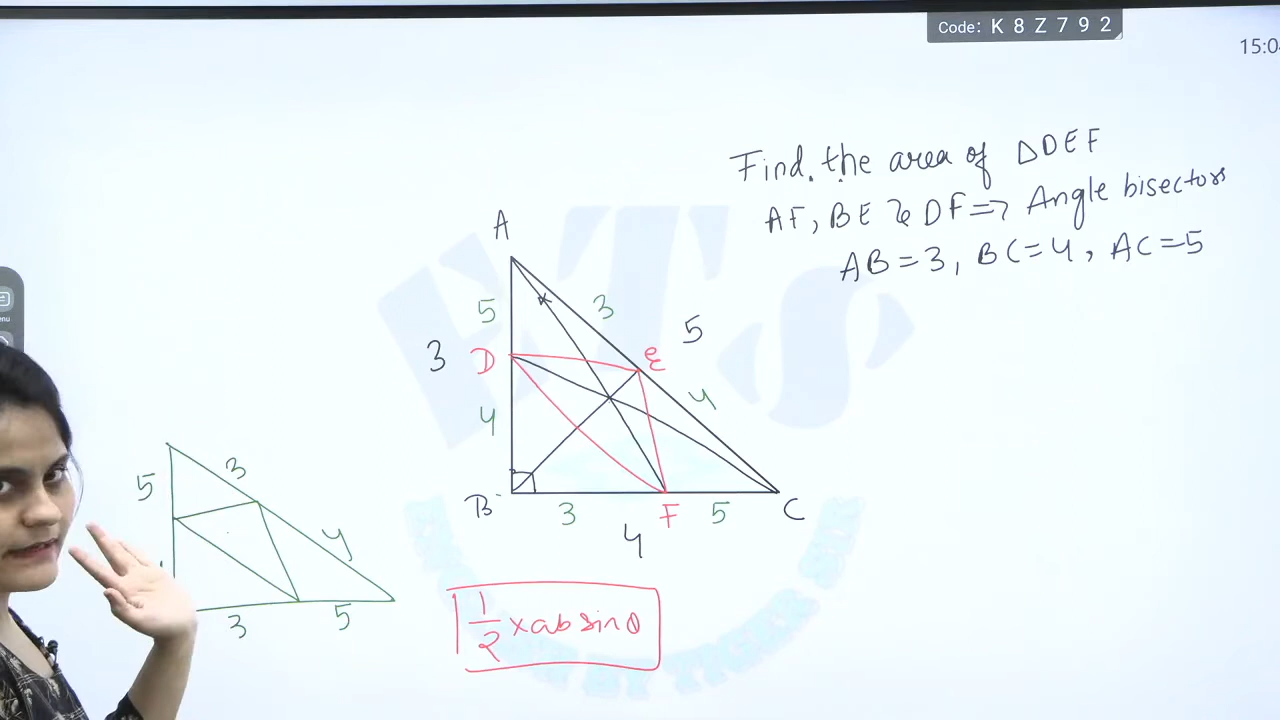 Code: K 8 Z 7 9 2
15:0
Find the area of △DEF
AF, BE & DF => Angle bisectors
AB = 3, BC = 4, AC = 5
A
5
3
5
3
D
E
4
4
B
3
F
5
C
4
5
3
4
3
5
1/2 × ab sin θ
ETS